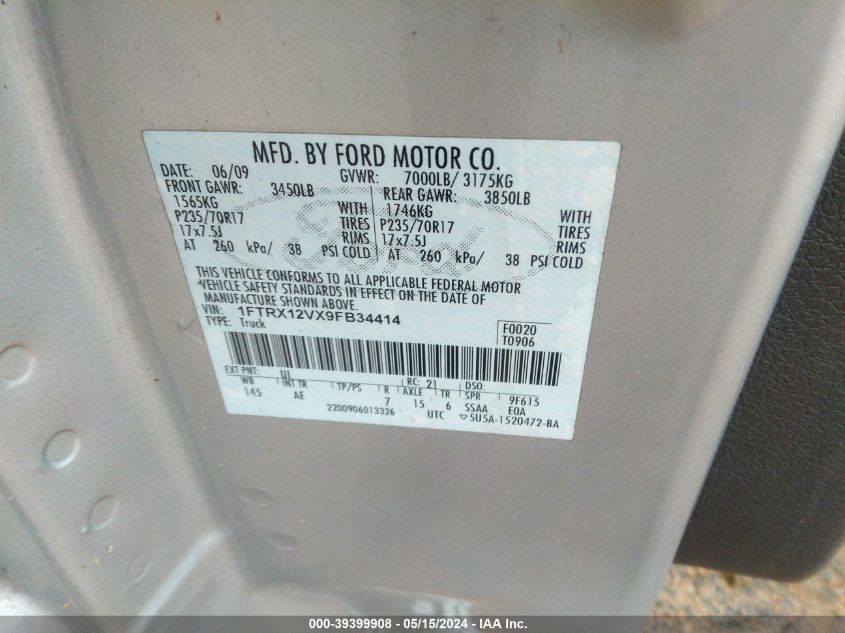 MFD. BY FORD MOTOR CO.
DATE: 06/09 GVWR: 7000LB/ 3175KG
FRONT GAWR: 3450LB REAR GAWR: 3850LB
1565KG WITH 1746KG WITH
P235/70R17 TIRES P235/70R17 TIRES
17x7.5J RIMS 17x7.5J RIMS
AT 260 kPa/ 38 PSI COLD AT 260 kPa/ 38 PSI COLD
THIS VEHICLE CONFORMS TO ALL APPLICABLE FEDERAL MOTOR
VEHICLE SAFETY STANDARDS IN EFFECT ON THE DATE OF
MANUFACTURE SHOWN ABOVE.
VIN: 1FTRX12VX9FB34414 F0020
TYPE: Truck T0906
EXT PNT: UI RC: 21 DSO:
WB INT TR TP/PS R AXLE TR SPR 9F615
145 AE 7 15 6 SSAA E0A
2200906013326 UTC ▽5U5A-1520472-BA
000-39399908 - 05/15/2024 - IAA Inc.